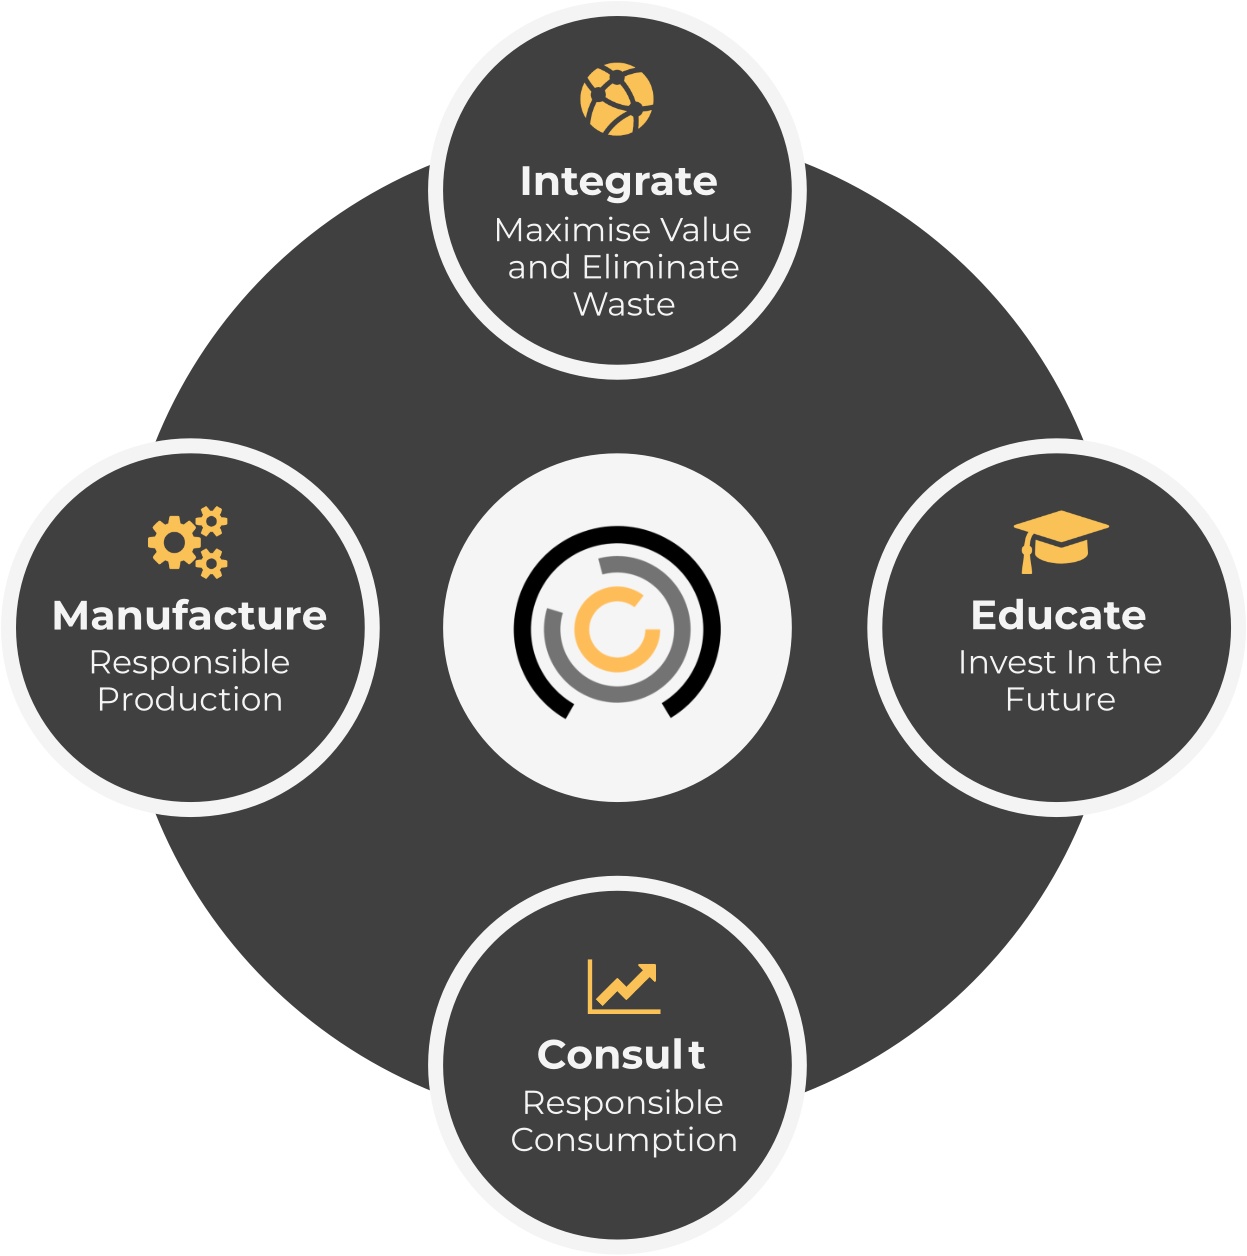 Integrate
Maximise Value
and Eliminate
Waste
Manufacture
Responsible
Production
Educate
Invest In the
Future
Consult
Responsible
Consumption